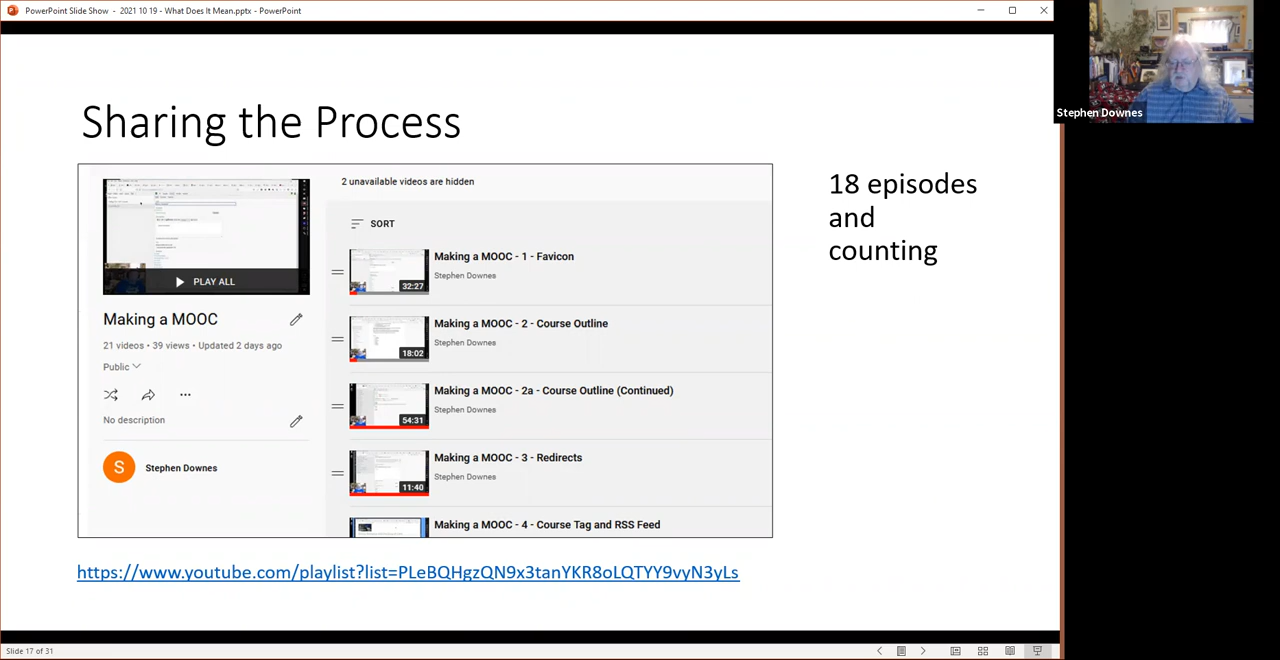 PowerPoint Slide Show - 2021 10 19 - What Does It Mean.pptx - PowerPoint
Stephen Downes
Sharing the Process
PLAY ALL
Making a MOOC
21 videos • 39 views • Updated 2 days ago
Public
No description
S
Stephen Downes
2 unavailable videos are hidden
SORT
32:27
Making a MOOC - 1 - Favicon
Stephen Downes
18:02
Making a MOOC - 2 - Course Outline
Stephen Downes
54:31
Making a MOOC - 2a - Course Outline (Continued)
Stephen Downes
11:40
Making a MOOC - 3 - Redirects
Stephen Downes
Making a MOOC - 4 - Course Tag and RSS Feed
18 episodes
and
counting
https://www.youtube.com/playlist?list=PLeBQHgzQN9x3tanYKR8oLQTYY9vyN3yLs
Slide 17 of 31